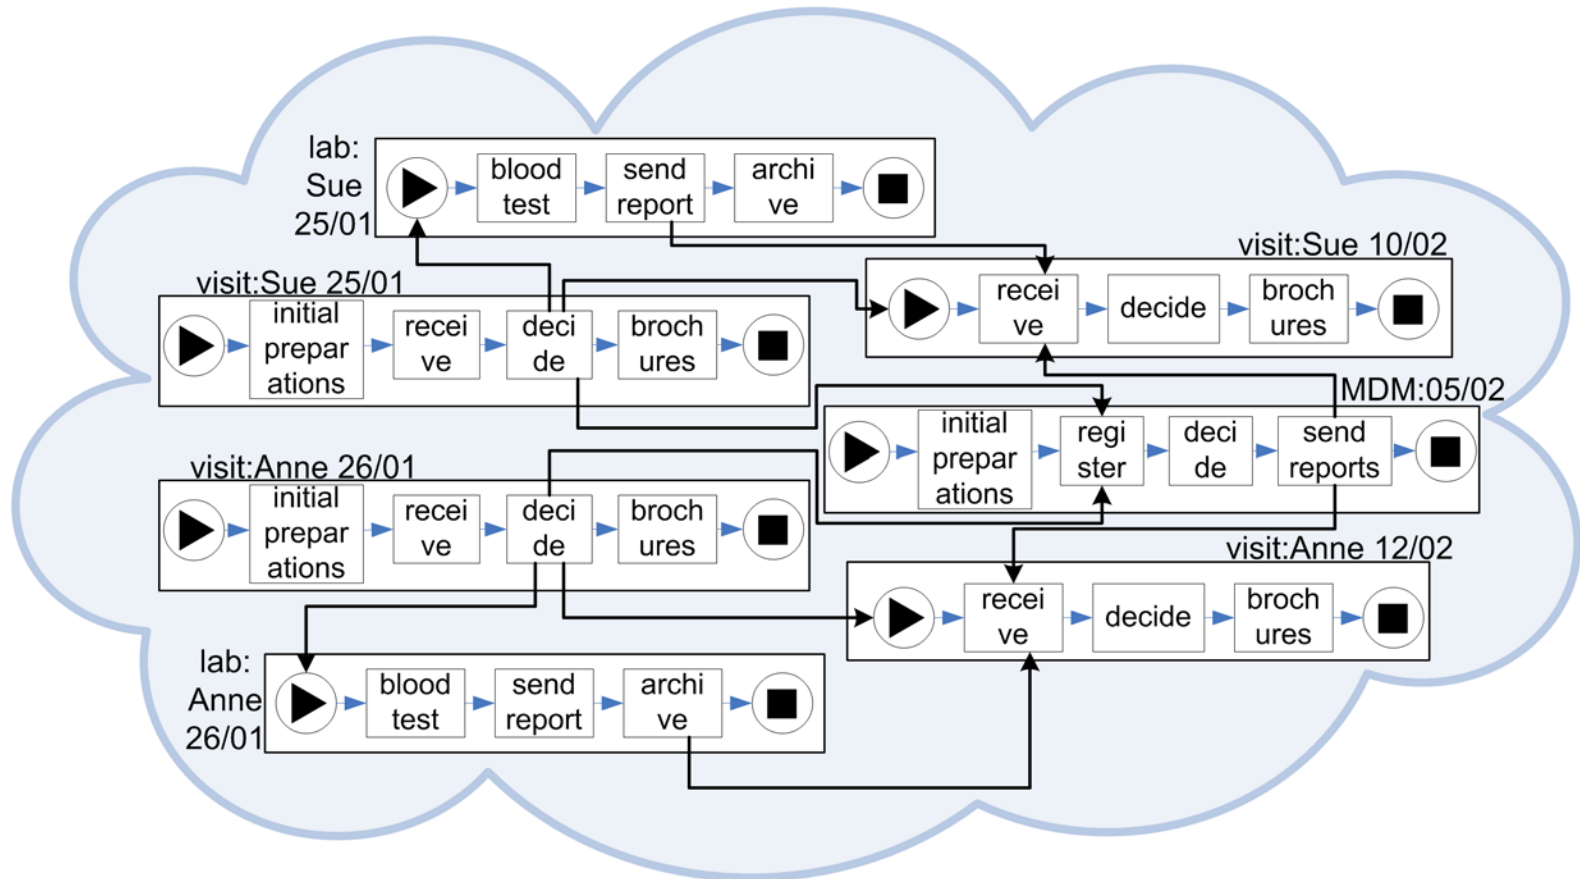 lab:
Sue
25/01
blood
test
send
report
archi
ve
visit:Sue 25/01
initial
prepar
ations
recei
ve
deci
de
broch
ures
visit:Sue 10/02
recei
ve
decide
broch
ures
MDM:05/02
initial
prepar
ations
regi
ster
deci
de
send
reports
visit:Anne 26/01
initial
prepar
ations
recei
ve
deci
de
broch
ures
visit:Anne 12/02
recei
ve
decide
broch
ures
lab:
Anne
26/01
blood
test
send
report
archi
ve